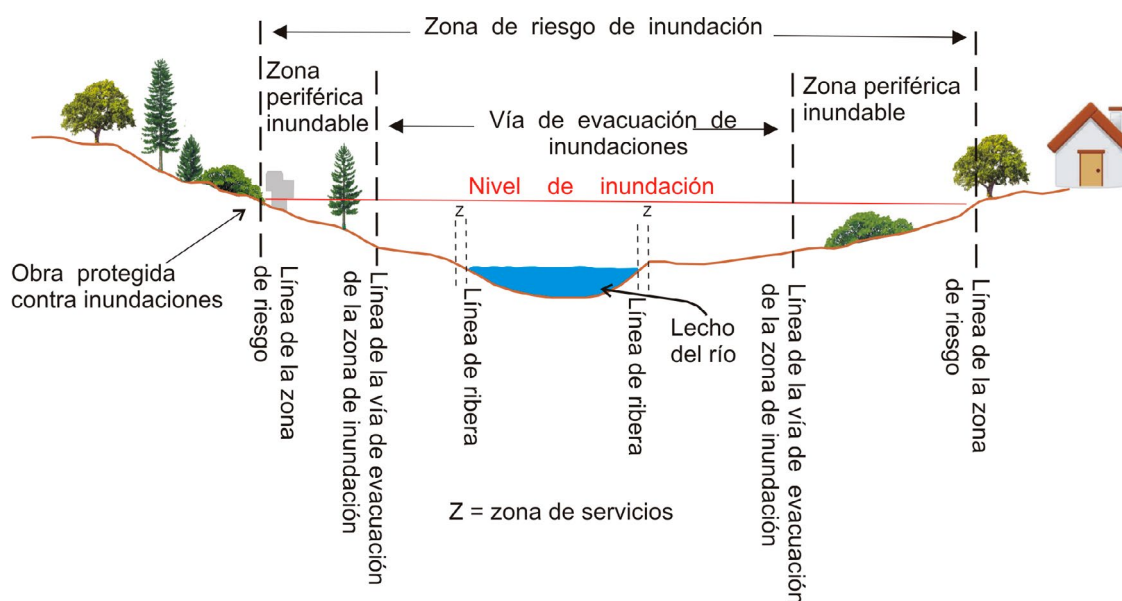 Zona de riesgo de inundación
Zona
periférica
inundable
Zona periférica
inundable
Vía de evacuación de
inundaciones
Nivel de inundación
z
z
Obra protegida
contra inundaciones
Línea de la zona
de riesgo
Línea de la vía de evacuación
de la zona de inundación
Línea de ribera
Línea de ribera
Lecho
del río
Línea de la vía de evacuación
de la zona de inundación
Línea de la zona
de riesgo
Z = zona de servicios